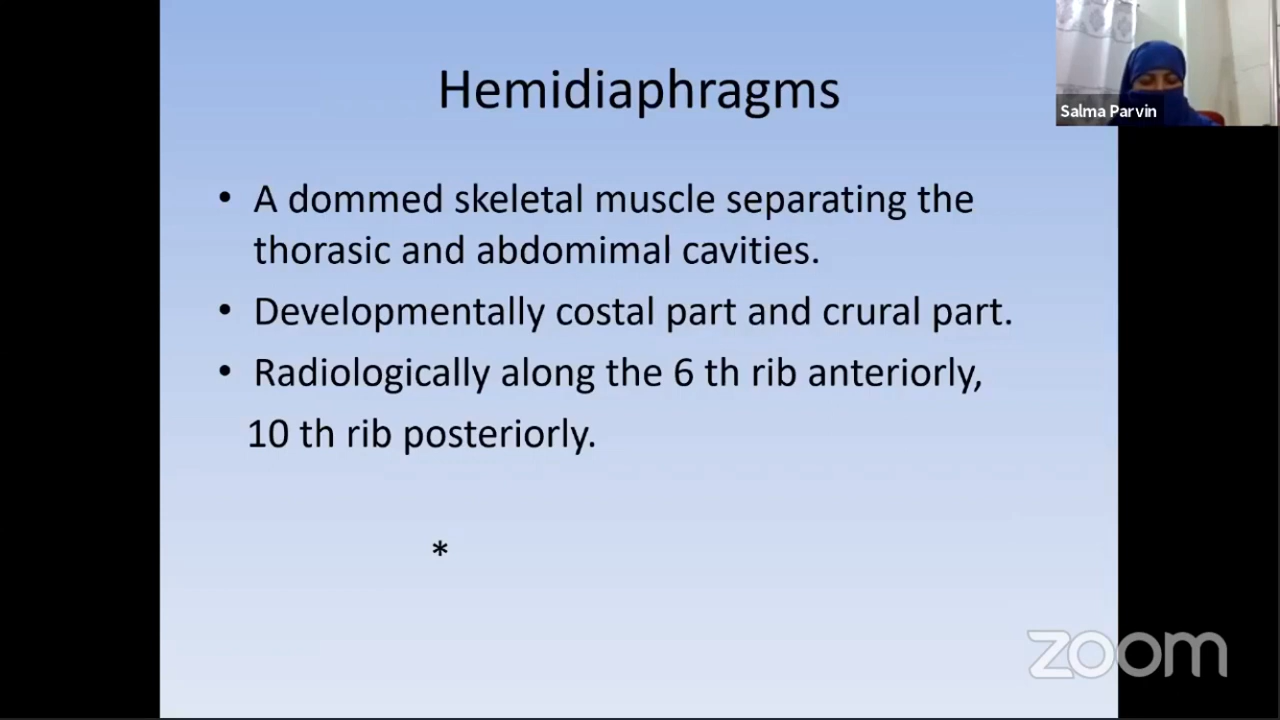 Hemidiaphragms
Salma Parvin
• A dommed skeletal muscle separating the
thorasic and abdomimal cavities.
• Developmentally costal part and crural part.
• Radiologically along the 6 th rib anteriorly,
10 th rib posteriorly.
*
zoom